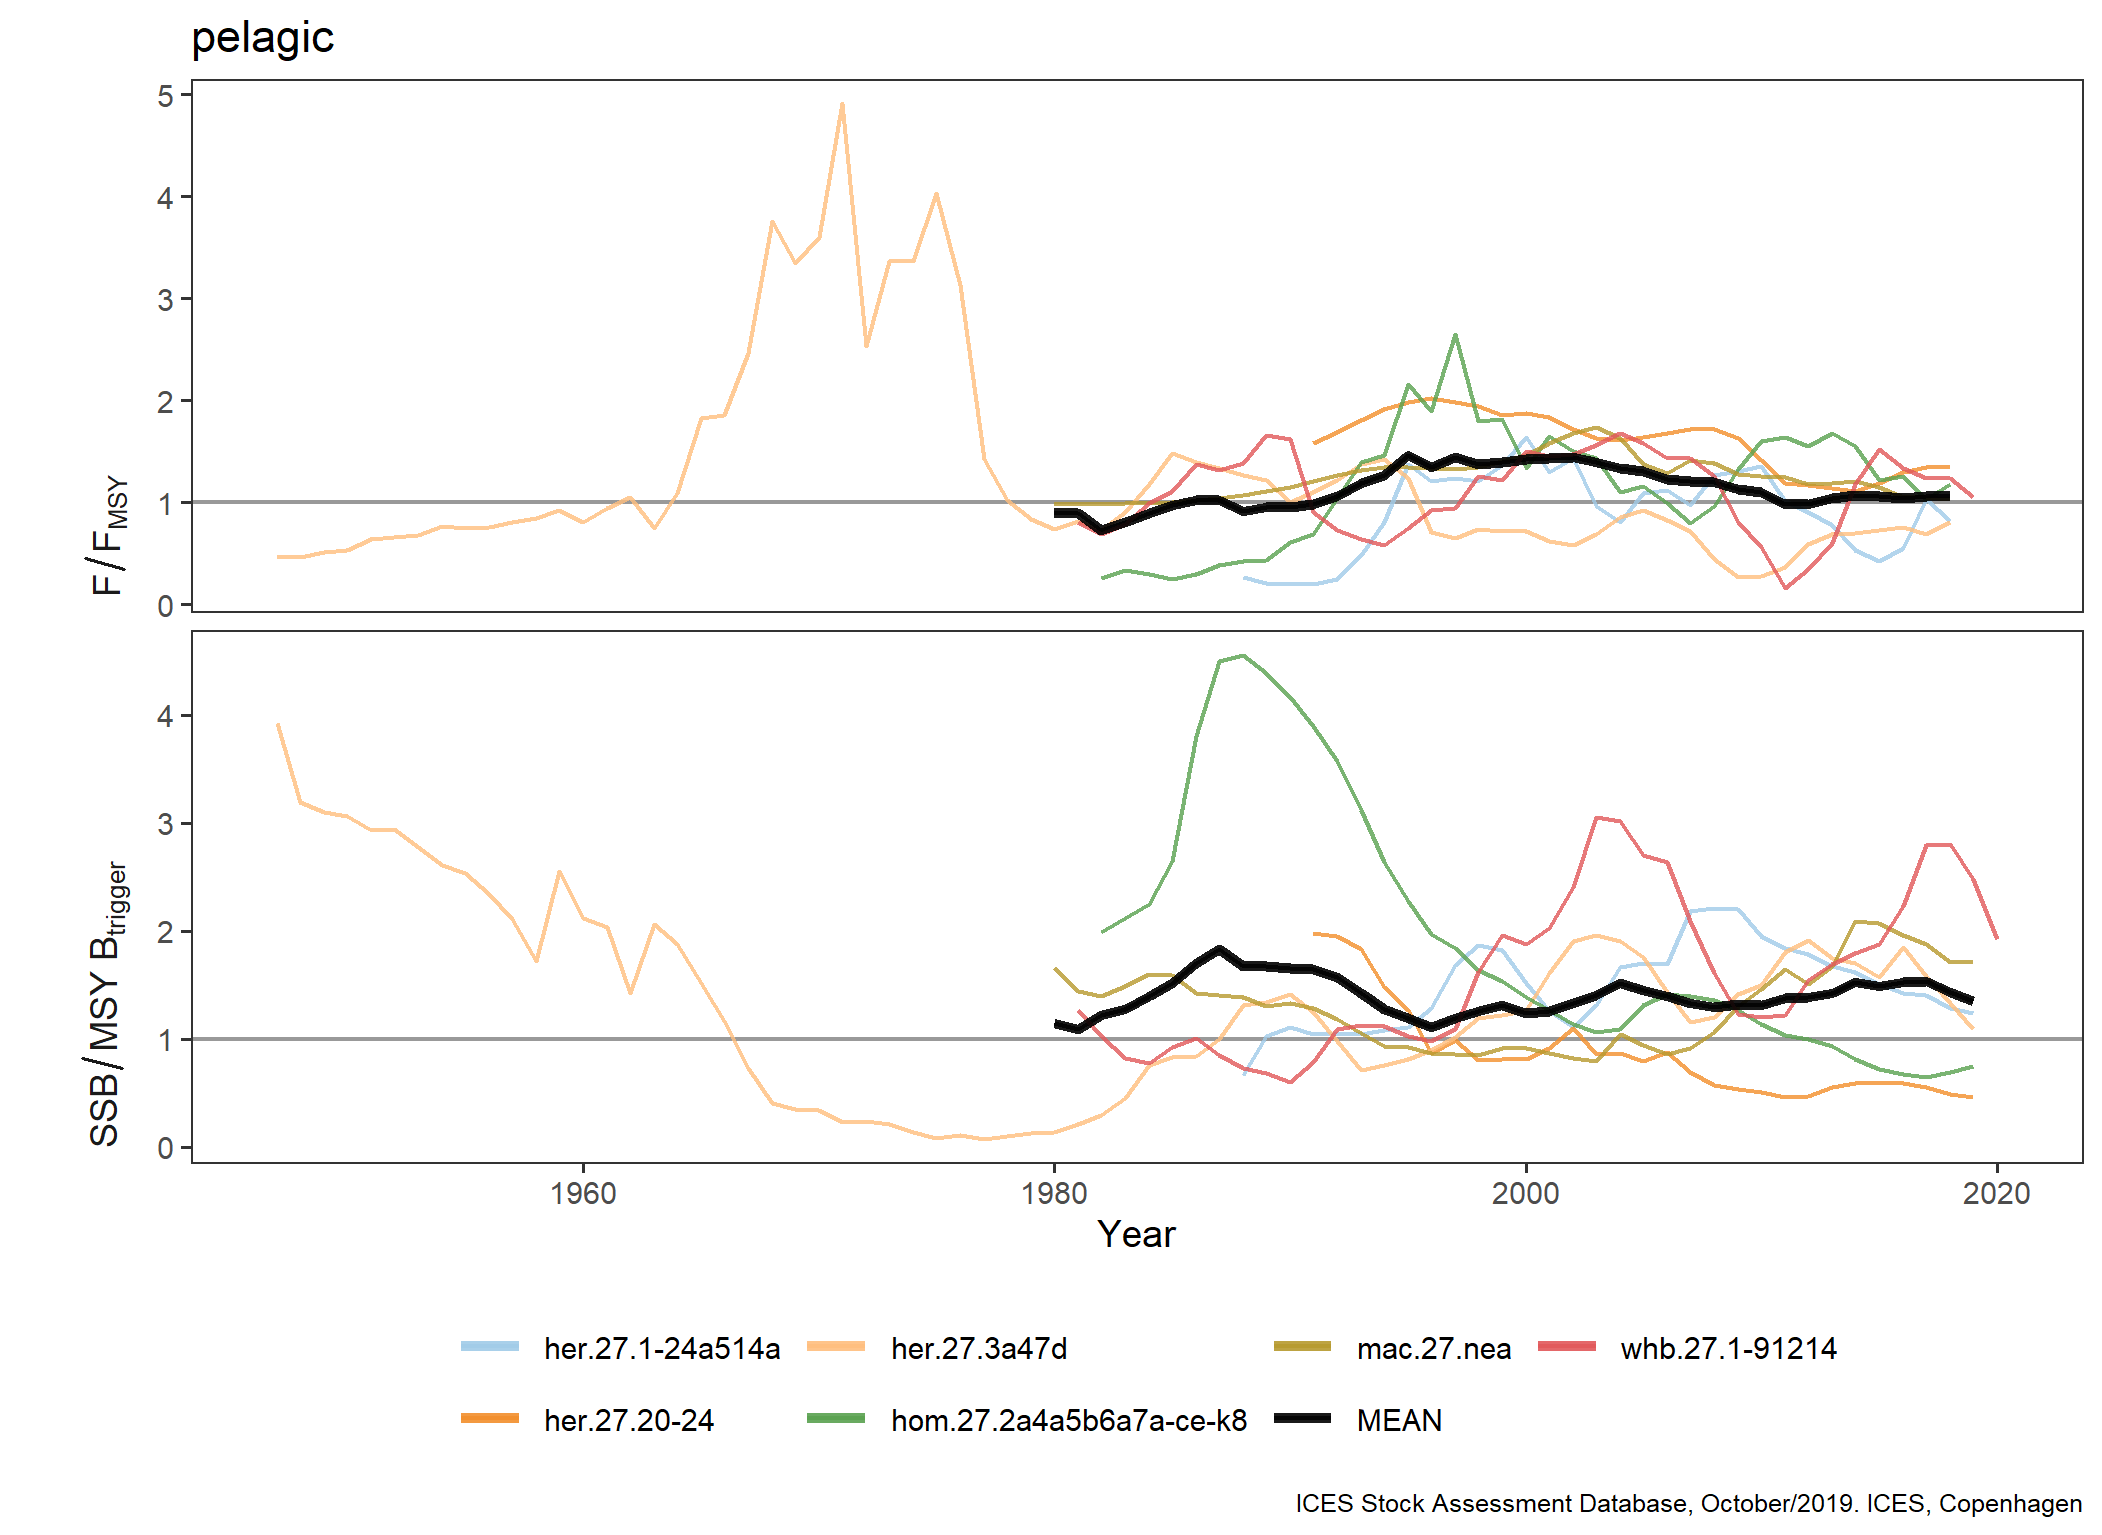 pelagic
5
4
3
2
1
0
F / FMSY
4
3
2
1
0
SSB / MSY Btrigger
1960 1980 2000 2020
Year
her.27.1-24a514a her.27.3a47d mac.27.nea whb.27.1-91214
her.27.20-24 hom.27.2a4a5b6a7a-ce-k8 MEAN
ICES Stock Assessment Database, October/2019. ICES, Copenhagen